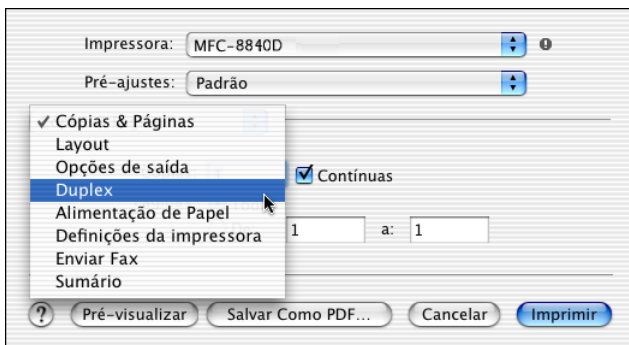 Impressora: MFC-8840D
Pré-ajustes: Padrão
✓ Cópias & Páginas
Layout
Opções de saída
Contínuas
Duplex
Alimentação de Papel
Definições da impressora
1 a: 1
Enviar Fax
Sumário
? Pré-visualizar Salvar Como PDF... Cancelar Imprimir